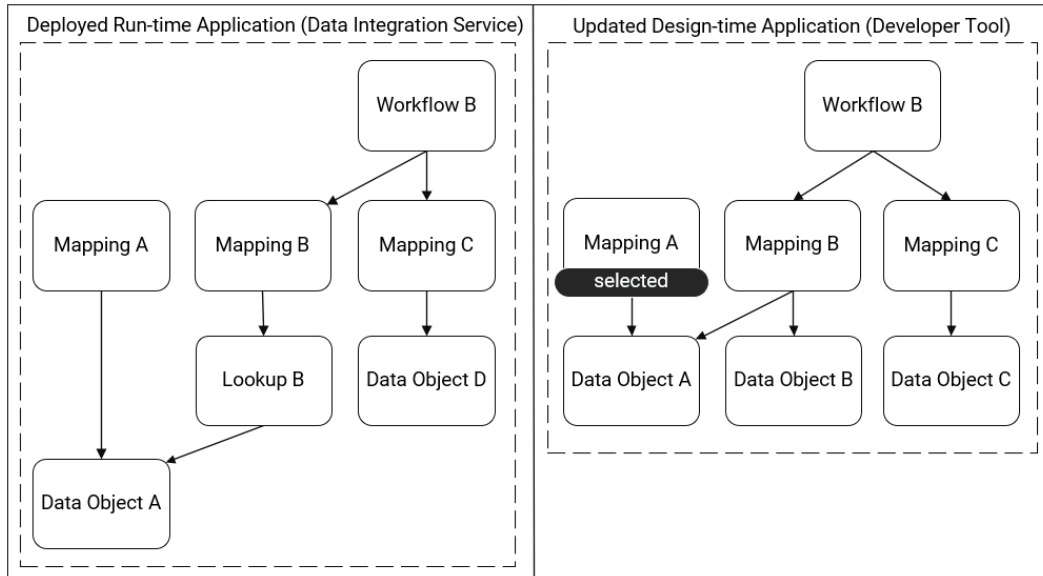 Deployed Run-time Application (Data Integration Service)
Workflow B
Mapping A
Mapping B
Mapping C
Lookup B
Data Object D
Data Object A
Updated Design-time Application (Developer Tool)
Workflow B
Mapping A
selected
Mapping B
Mapping C
Data Object A
Data Object B
Data Object C